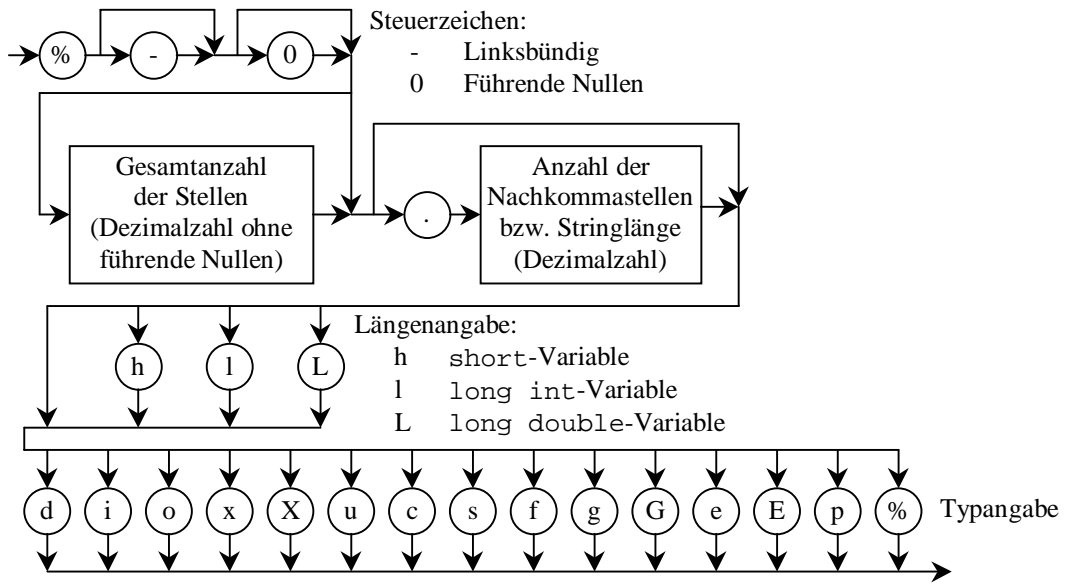 Steuerzeichen:
% - 0
- Linksbündig
0 Führende Nullen
Gesamtanzahl
der Stellen
(Dezimalzahl ohne
führende Nullen)
.
Anzahl der
Nachkommastellen
bzw. Stringlänge
(Dezimalzahl)
Längenangabe:
h l L
h short-Variable
l long int-Variable
L long double-Variable
d i o x X u c s f g G e E p % Typangabe